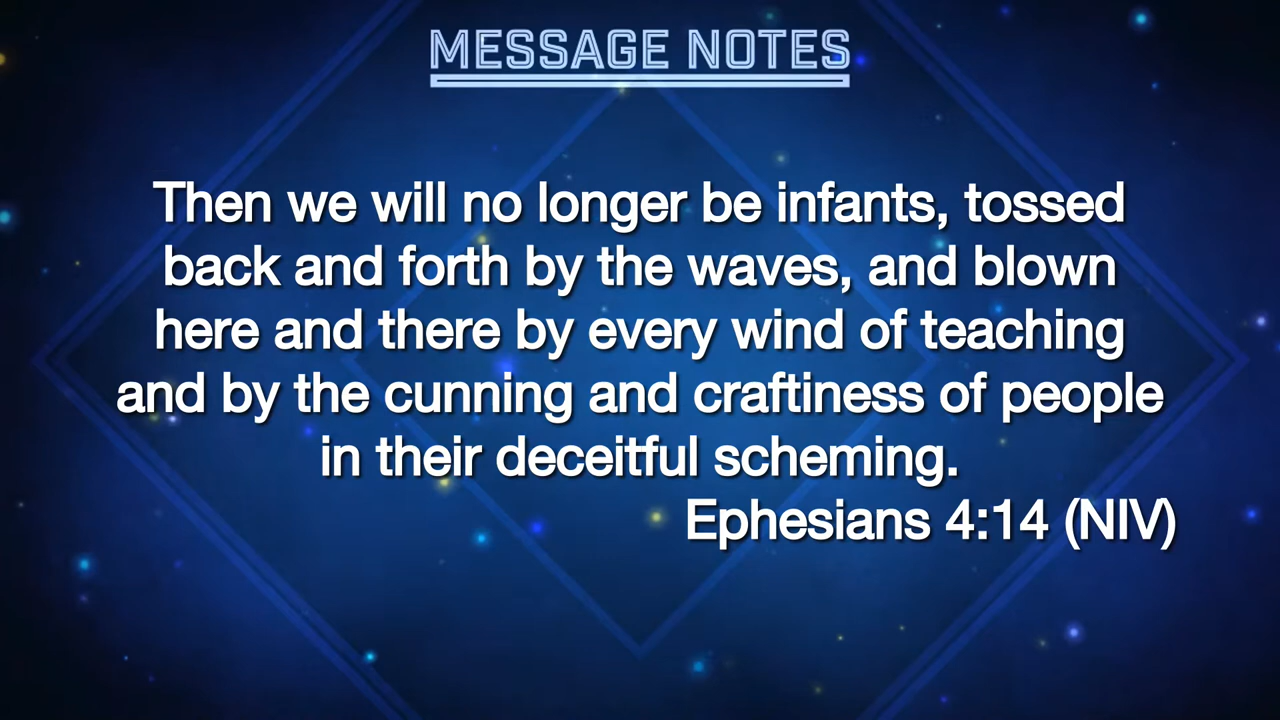 MESSAGE NOTES
Then we will no longer be infants, tossed
back and forth by the waves, and blown
here and there by every wind of teaching
and by the cunning and craftiness of people
in their deceitful scheming.
Ephesians 4:14 (NIV)